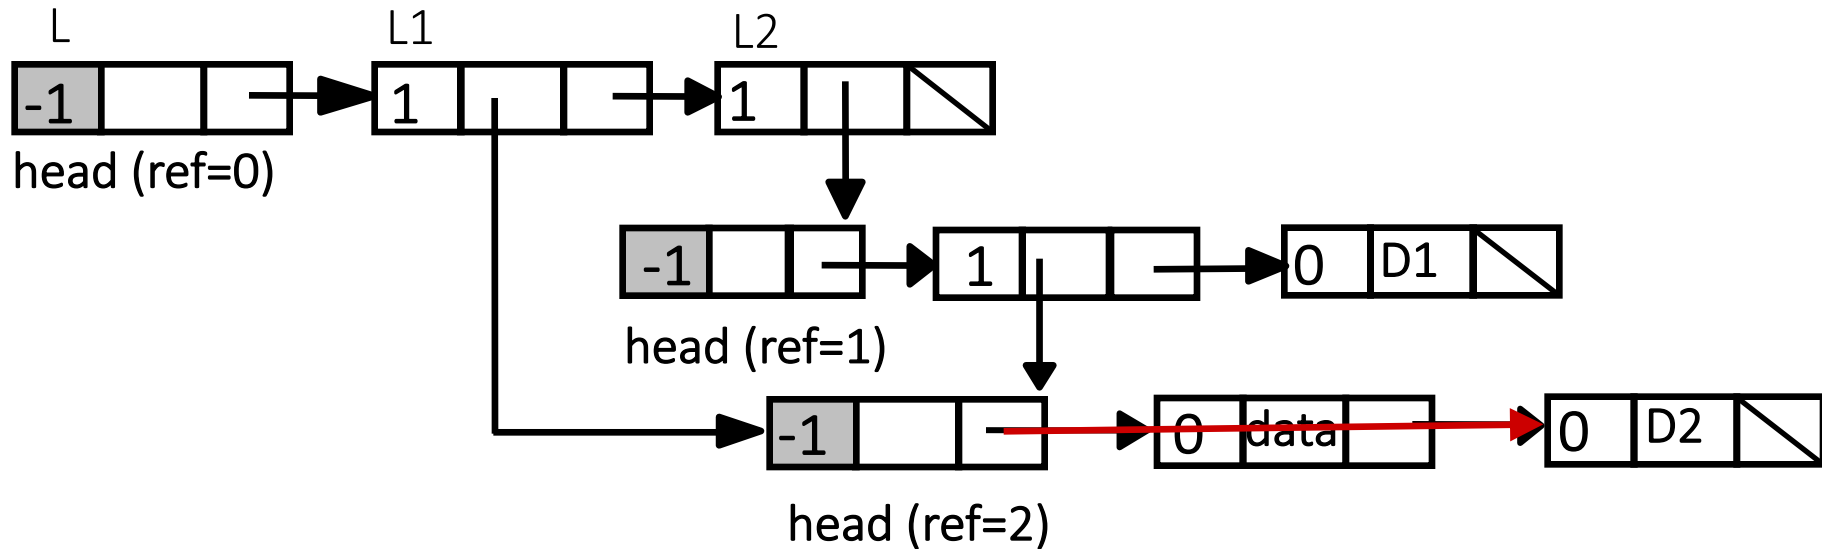 L L1 L2
-1 1 1
head (ref=0)
-1 1 0 D1
head (ref=1)
-1 0 data 0 D2
head (ref=2)